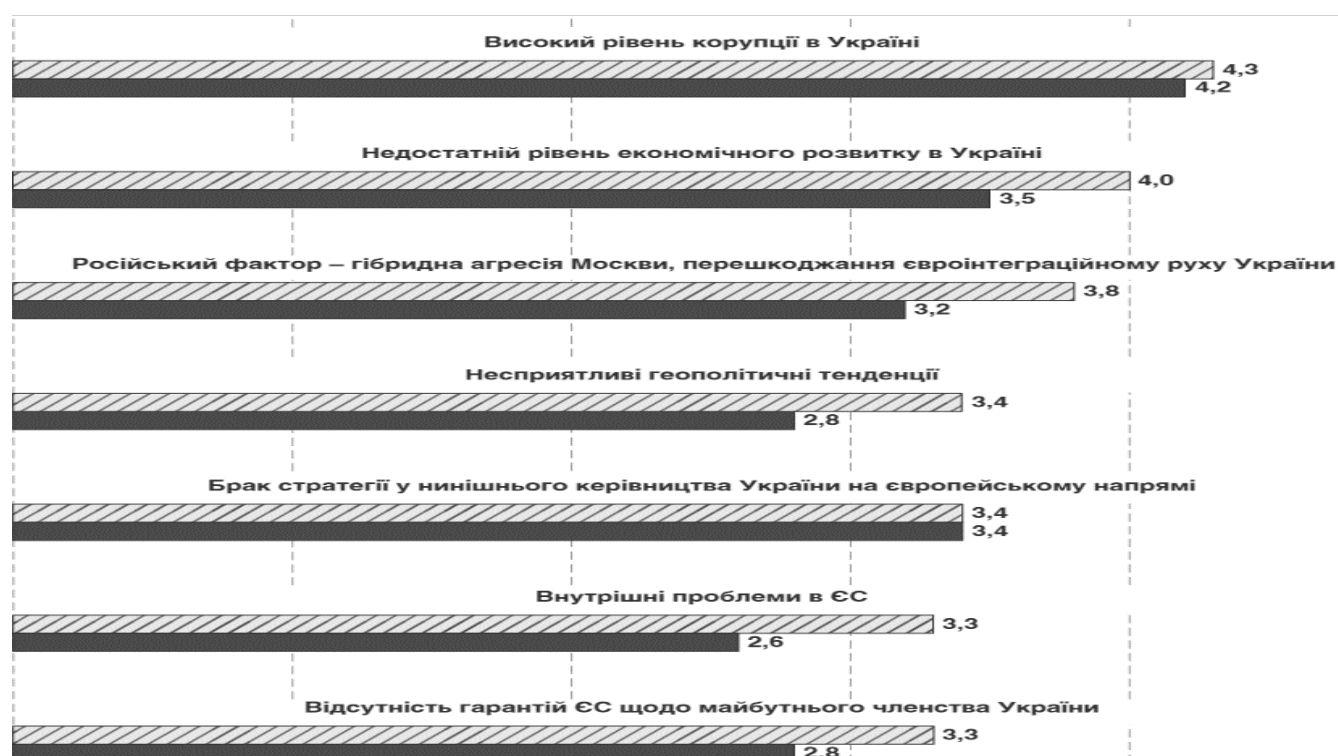 Високий рівень корупції в Україні
4,3
4,2
Недостатній рівень економічного розвитку в Україні
4,0
3,5
Російський фактор – гібридна агресія Москви, перешкоджання євроінтеграційному руху України
3,8
3,2
Несприятливі геополітичні тенденції
3,4
2,8
Брак стратегії у нинішнього керівництва України на європейському напрямі
3,4
3,4
Внутрішні проблеми в ЄС
3,3
2,6
Відсутність гарантій ЄС щодо майбутнього членства України
3,3
2,8